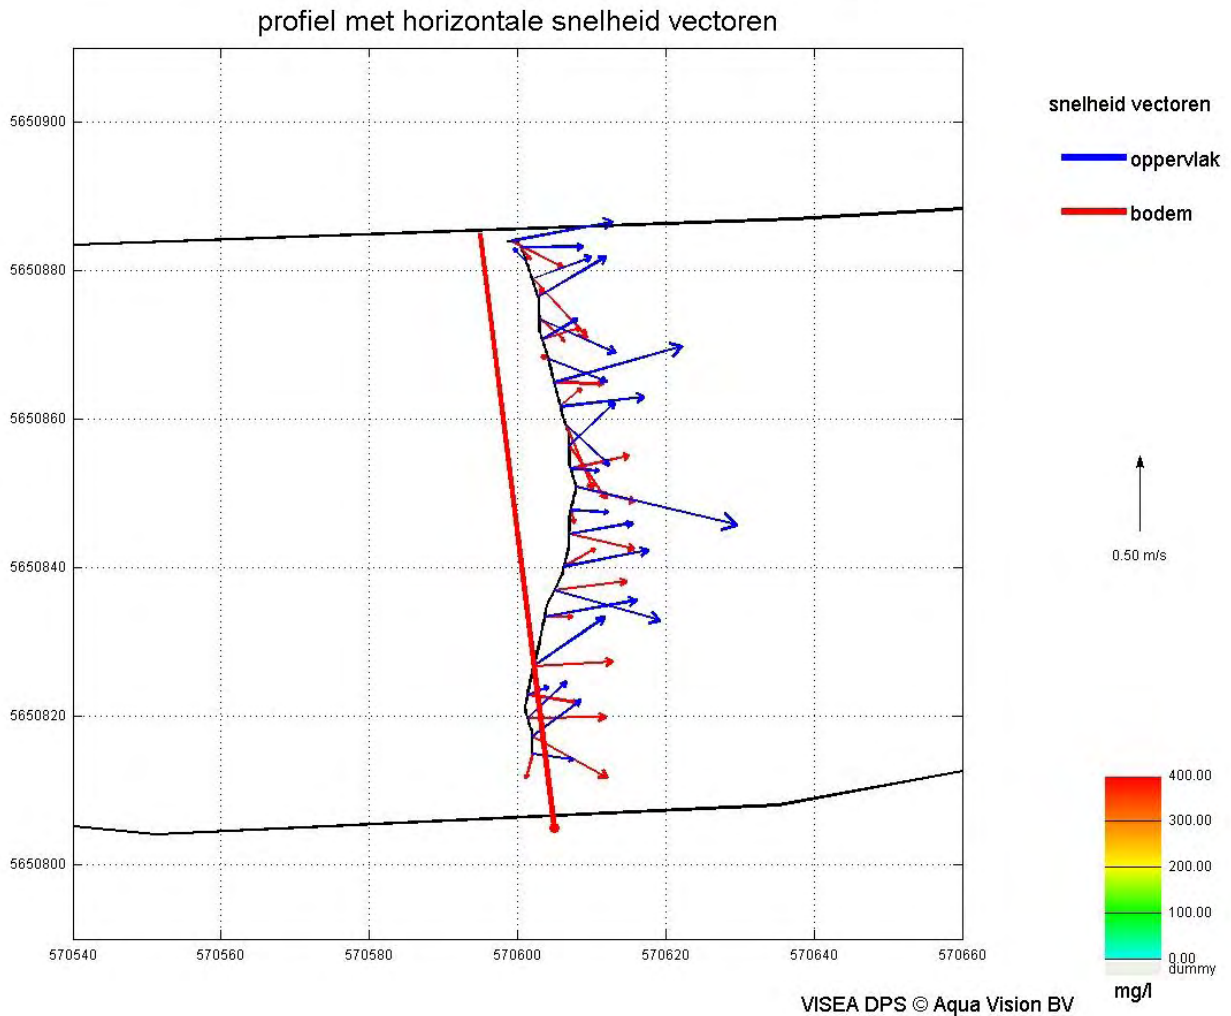 profiel met horizontale snelheid vectoren
snelheid vectoren
oppervlak
bodem
5650900
5650880
5650860
5650840
5650820
5650800
570540
570560
570580
570600
570620
570640
570660
0.50 m/s
400.00
300.00
200.00
100.00
0.00
dummy
mg/l
VISEA DPS © Aqua Vision BV